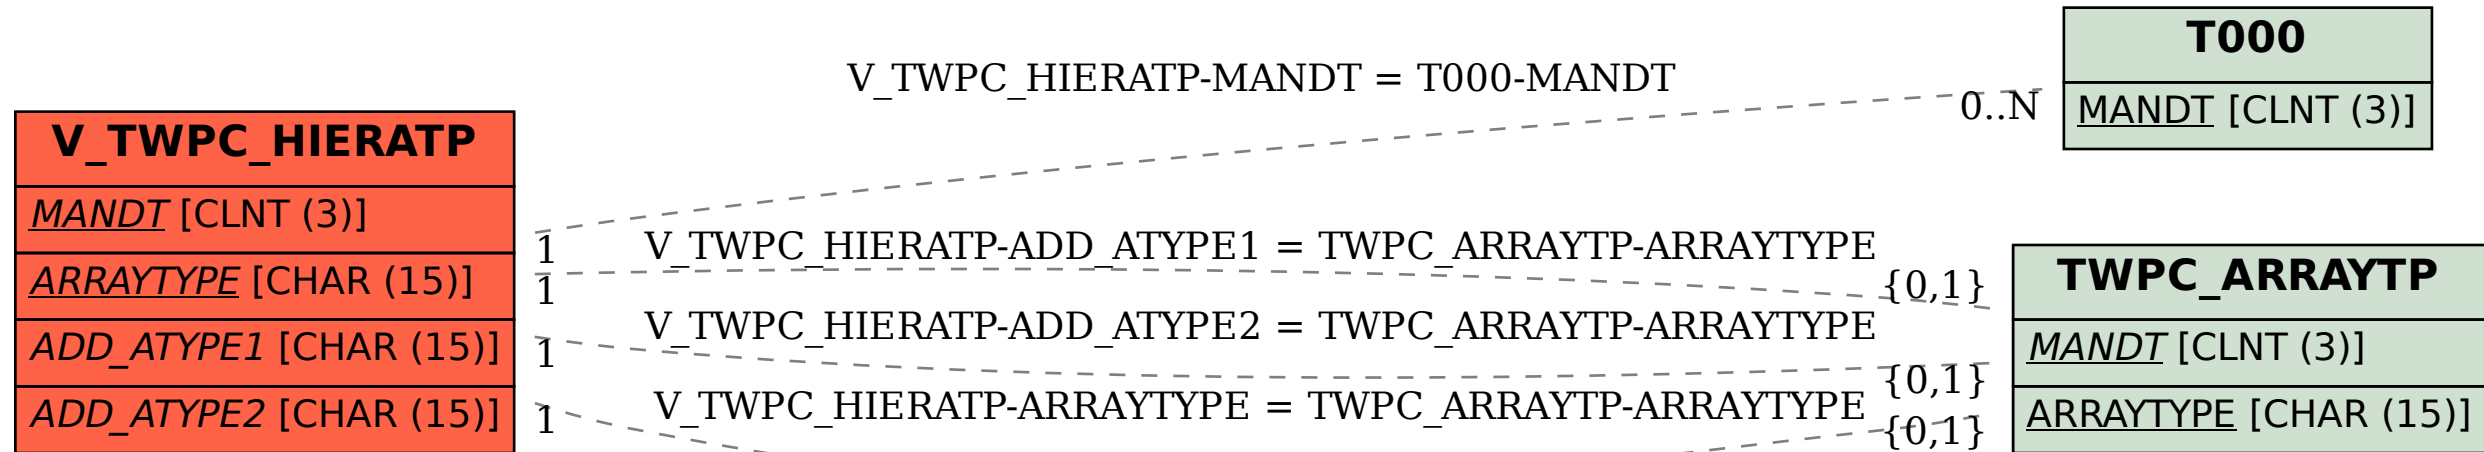 T000
MANDT [CLNT (3)]
V_TWPC_HIERATP-MANDT = T000-MANDT
0..N
1
V_TWPC_HIERATP
MANDT [CLNT (3)]
ARRAYTYPE [CHAR (15)]
ADD_ATYPE1 [CHAR (15)]
ADD_ATYPE2 [CHAR (15)]
V_TWPC_HIERATP-ADD_ATYPE1 = TWPC_ARRAYTP-ARRAYTYPE
{0,1}
1
V_TWPC_HIERATP-ADD_ATYPE2 = TWPC_ARRAYTP-ARRAYTYPE
{0,1}
1
V_TWPC_HIERATP-ARRAYTYPE = TWPC_ARRAYTP-ARRAYTYPE
{0,1}
1
TWPC_ARRAYTP
MANDT [CLNT (3)]
ARRAYTYPE [CHAR (15)]